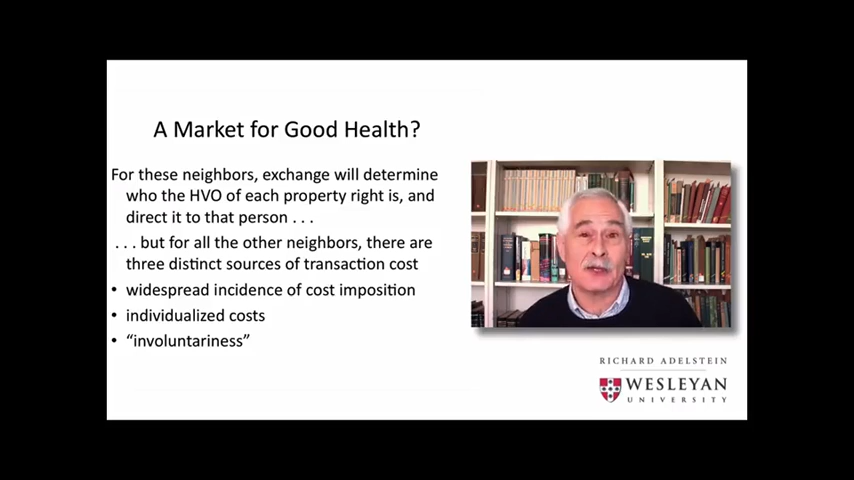 A Market for Good Health?
For these neighbors, exchange will determine
who the HVO of each property right is, and
direct it to that person . . .
. . . but for all the other neighbors, there are
three distinct sources of transaction cost
• widespread incidence of cost imposition
• individualized costs
• “involuntariness”
RICHARD ADELSTEIN
WESLEYAN
UNIVERSITY